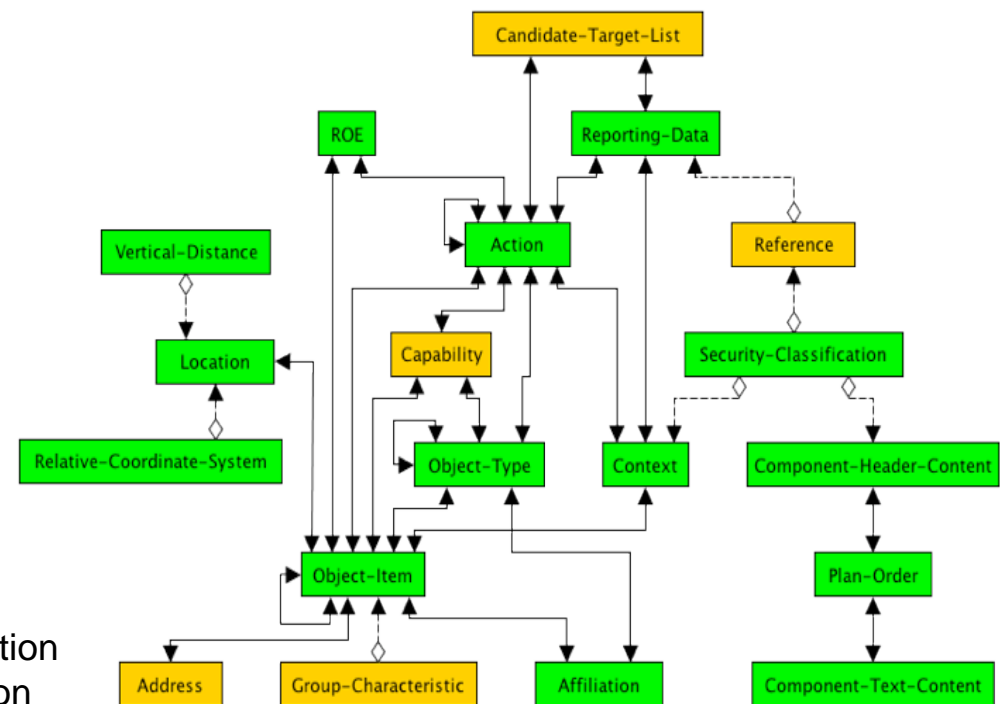 Candidate-Target-List
ROE
Reporting-Data
Action
Reference
Vertical-Distance
Location
Capability
Security-Classification
Relative-Coordinate-System
Object-Type
Context
Component-Header-Content
Object-Item
Plan-Order
tion
on
Address
Group-Characteristic
Affiliation
Component-Text-Content